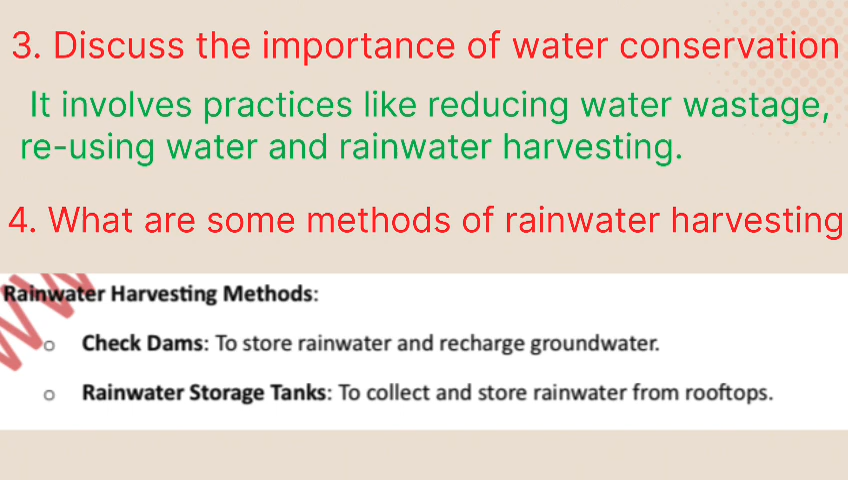 3. Discuss the importance of water conservation
It involves practices like reducing water wastage,
re-using water and rainwater harvesting.
4. What are some methods of rainwater harvesting
Rainwater Harvesting Methods:
o Check Dams: To store rainwater and recharge groundwater.
o Rainwater Storage Tanks: To collect and store rainwater from rooftops.